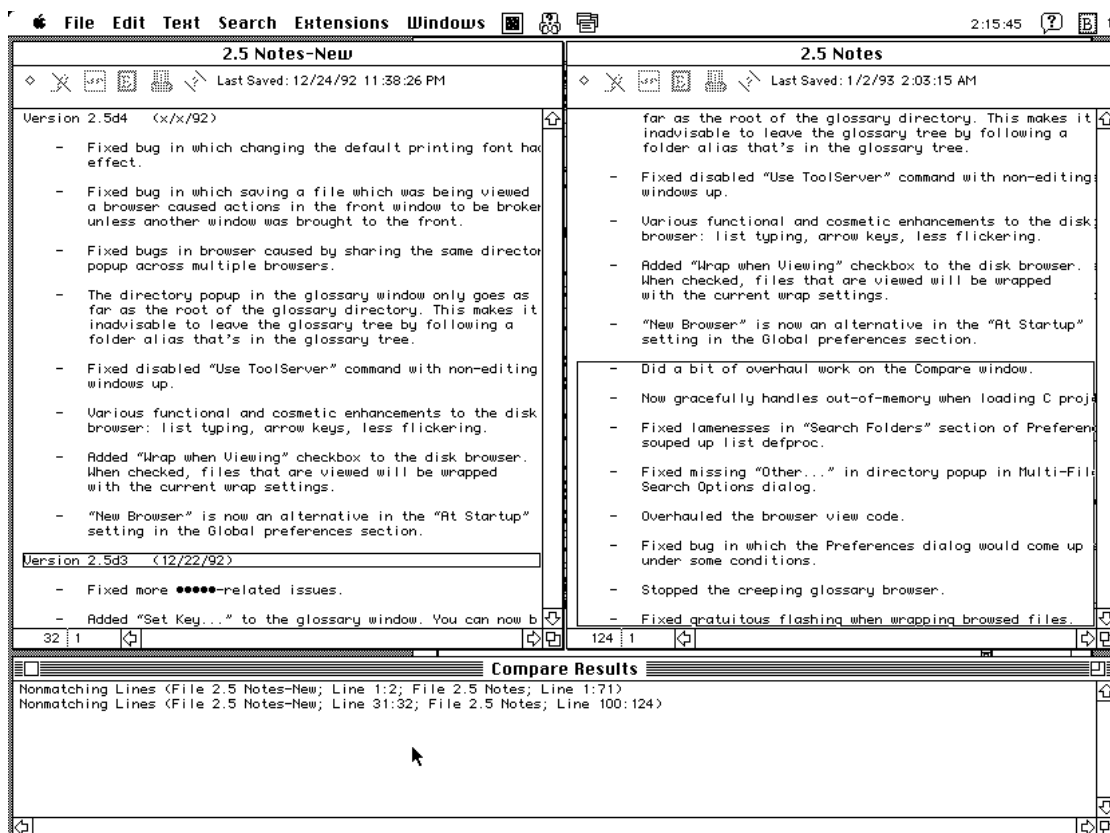 File Edit Text Search Extensions Windows 2:15:45
2.5 Notes-New
Last Saved: 12/24/92 11:38:26 PM
Version 2.5d4 (x/x/92)
- Fixed bug in which changing the default printing font had
effect.
- Fixed bug in which saving a file which was being viewed
a browser caused actions in the front window to be broken
unless another window was brought to the front.
- Fixed bugs in browser caused by sharing the same director
popup across multiple browsers.
- The directory popup in the glossary window only goes as
far as the root of the glossary directory. This makes it
inadvisable to leave the glossary tree by following a
folder alias that's in the glossary tree.
- Fixed disabled “Use ToolServer” command with non-editing
windows up.
- Various functional and cosmetic enhancements to the disk
browser: list typing, arrow keys, less flickering.
- Added “Wrap when Viewing” checkbox to the disk browser.
When checked, files that are viewed will be wrapped
with the current wrap settings.
- “New Browser” is now an alternative in the “At Startup”
setting in the Global preferences section.
Version 2.5d3 (12/22/92)
- Fixed more ●●●●●-related issues.
- Added “Set Key...” to the glossary window. You can now b
32 1
2.5 Notes
Last Saved: 1/2/93 2:03:15 AM
far as the root of the glossary directory. This makes it
inadvisable to leave the glossary tree by following a
folder alias that's in the glossary tree.
- Fixed disabled “Use ToolServer” command with non-editing
windows up.
- Various functional and cosmetic enhancements to the disk
browser: list typing, arrow keys, less flickering.
- Added “Wrap when Viewing” checkbox to the disk browser.
When checked, files that are viewed will be wrapped
with the current wrap settings.
- “New Browser” is now an alternative in the “At Startup”
setting in the Global preferences section.
- Did a bit of overhaul work on the Compare window.
- Now gracefully handles out-of-memory when loading C proj
- Fixed lamenesses in “Search Folders” section of Preferen
souped up list defproc.
- Fixed missing “Other...” in directory popup in Multi-File
Search Options dialog.
- Overhauled the browser view code.
- Fixed bug in which the Preferences dialog would come up
under some conditions.
- Stopped the creeping glossary browser.
- Fixed gratuitous flashing when wrapping browsed files.
124 1
Compare Results
Nonmatching Lines (File 2.5 Notes-New; Line 1:2; File 2.5 Notes; Line 1:71)
Nonmatching Lines (File 2.5 Notes-New; Line 31:32; File 2.5 Notes; Line 100:124)